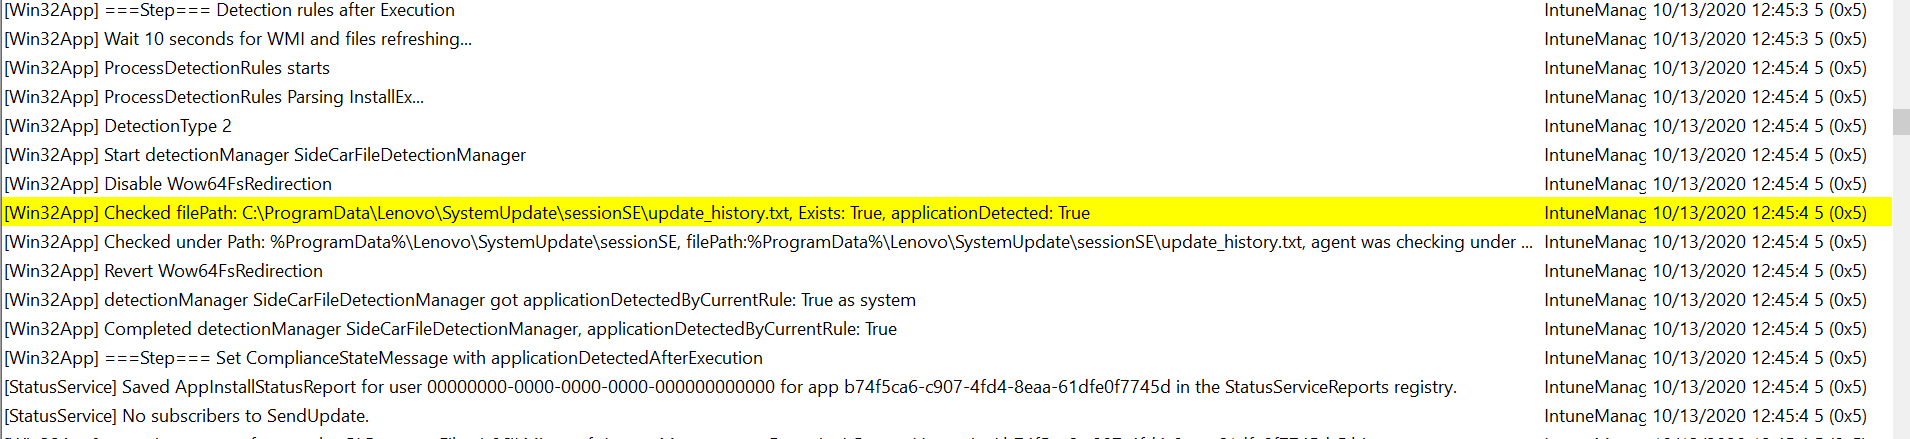 [Win32App] ===Step=== Detection rules after Execution IntuneManag 10/13/2020 12:45:3 5 (0x5)
[Win32App] Wait 10 seconds for WMI and files refreshing... IntuneManag 10/13/2020 12:45:3 5 (0x5)
[Win32App] ProcessDetectionRules starts IntuneManag 10/13/2020 12:45:4 5 (0x5)
[Win32App] ProcessDetectionRules Parsing InstallEx... IntuneManag 10/13/2020 12:45:4 5 (0x5)
[Win32App] DetectionType 2 IntuneManag 10/13/2020 12:45:4 5 (0x5)
[Win32App] Start detectionManager SideCarFileDetectionManager IntuneManag 10/13/2020 12:45:4 5 (0x5)
[Win32App] Disable Wow64FsRedirection IntuneManag 10/13/2020 12:45:4 5 (0x5)
[Win32App] Checked filePath: C:\ProgramData\Lenovo\SystemUpdate\sessionSE\update_history.txt, Exists: True, applicationDetected: True IntuneManag 10/13/2020 12:45:4 5 (0x5)
[Win32App] Checked under Path: %ProgramData%\Lenovo\SystemUpdate\sessionSE, filePath:%ProgramData%\Lenovo\SystemUpdate\sessionSE\update_history.txt, agent was checking under ... IntuneManag 10/13/2020 12:45:4 5 (0x5)
[Win32App] Revert Wow64FsRedirection IntuneManag 10/13/2020 12:45:4 5 (0x5)
[Win32App] detectionManager SideCarFileDetectionManager got applicationDetectedByCurrentRule: True as system IntuneManag 10/13/2020 12:45:4 5 (0x5)
[Win32App] Completed detectionManager SideCarFileDetectionManager, applicationDetectedByCurrentRule: True IntuneManag 10/13/2020 12:45:4 5 (0x5)
[Win32App] ===Step=== Set ComplianceStateMessage with applicationDetectedAfterExecution IntuneManag 10/13/2020 12:45:4 5 (0x5)
[StatusService] Saved AppInstallStatusReport for user 00000000-0000-0000-0000-000000000000 for app b74f5ca6-c907-4fd4-8eaa-61dfe0f7745d in the StatusServiceReports registry. IntuneManag 10/13/2020 12:45:4 5 (0x5)
[StatusService] No subscribers to SendUpdate. IntuneManag 10/13/2020 12:45:4 5 (0x5)